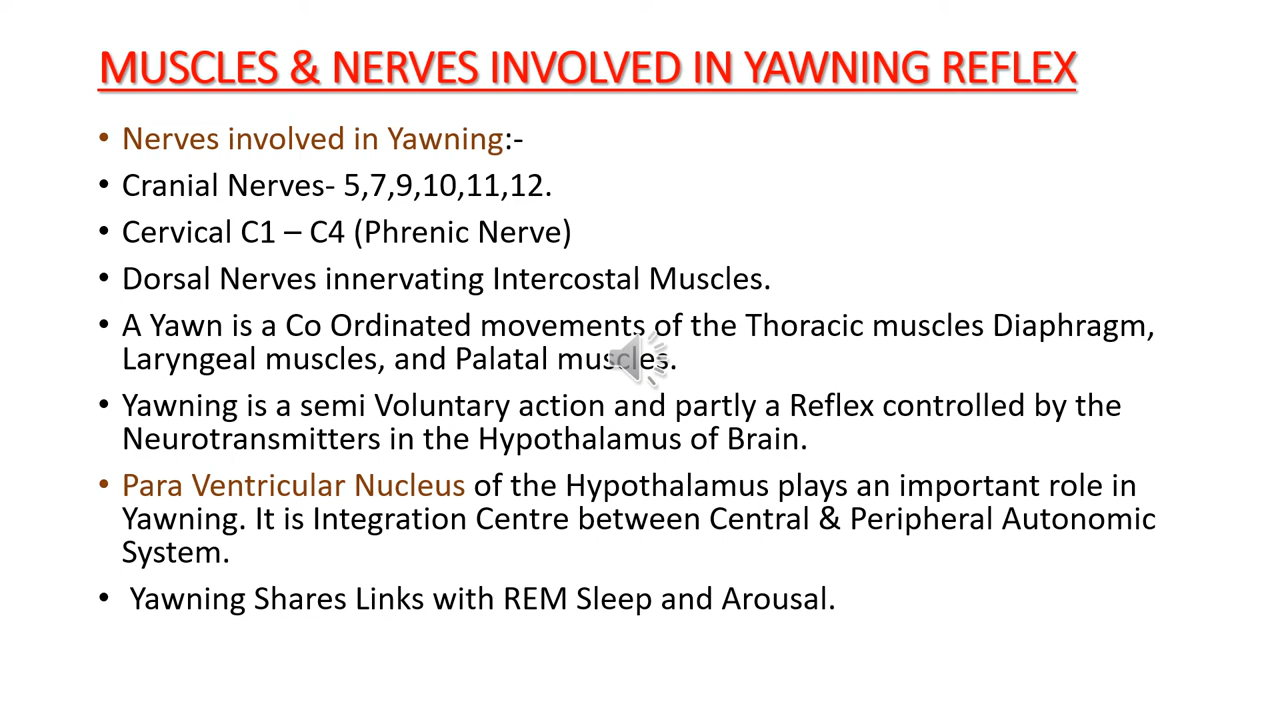 MUSCLES & NERVES INVOLVED IN YAWNING REFLEX
• Nerves involved in Yawning:-
• Cranial Nerves- 5,7,9,10,11,12.
• Cervical C1 – C4 (Phrenic Nerve)
• Dorsal Nerves innervating Intercostal Muscles.
• A Yawn is a Co Ordinated movements of the Thoracic muscles Diaphragm,
Laryngeal muscles, and Palatal muscles.
• Yawning is a semi Voluntary action and partly a Reflex controlled by the
Neurotransmitters in the Hypothalamus of Brain.
• Para Ventricular Nucleus of the Hypothalamus plays an important role in
Yawning. It is Integration Centre between Central & Peripheral Autonomic
System.
• Yawning Shares Links with REM Sleep and Arousal.